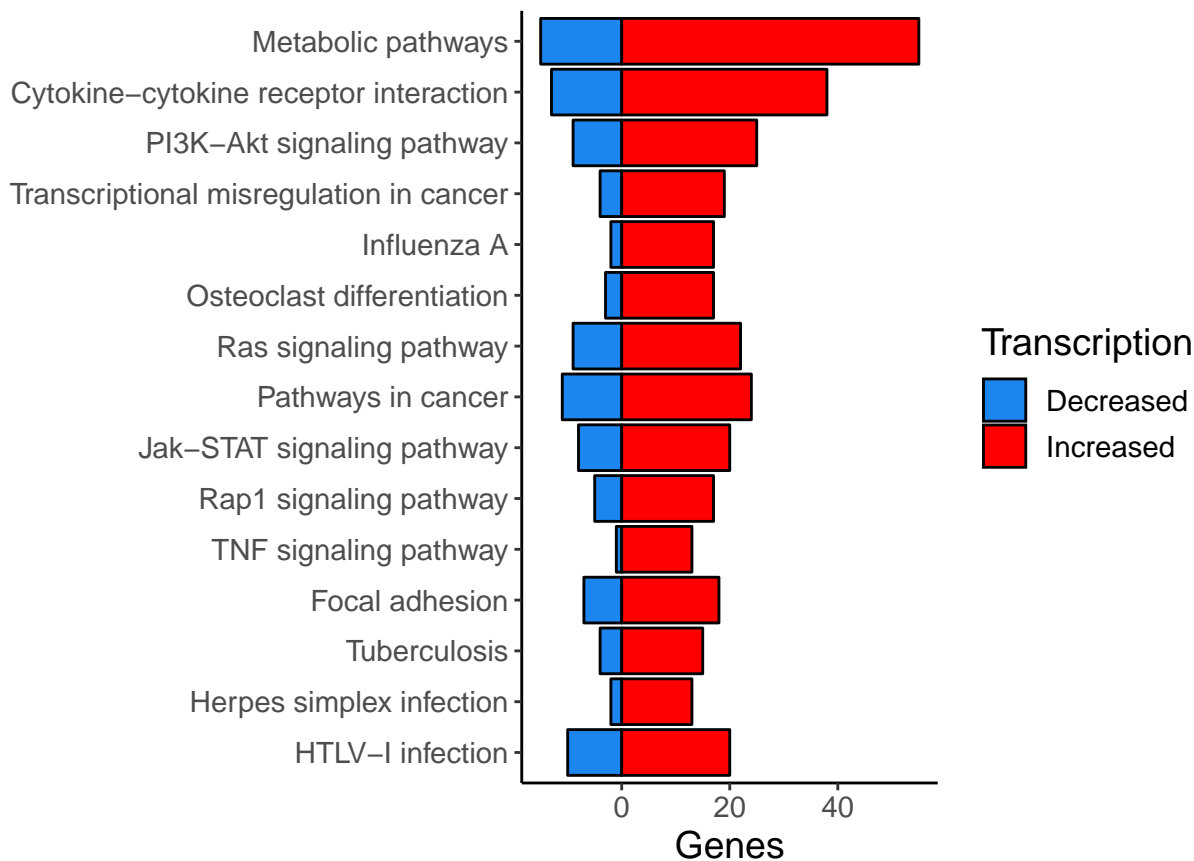 Metabolic pathways
Cytokine−cytokine receptor interaction
PI3K−Akt signaling pathway
Transcriptional misregulation in cancer
Influenza A
Osteoclast differentiation
Ras signaling pathway
Pathways in cancer
Jak−STAT signaling pathway
Rap1 signaling pathway
TNF signaling pathway
Focal adhesion
Tuberculosis
Herpes simplex infection
HTLV−I infection
0 20 40
Genes
Transcription
Decreased
Increased